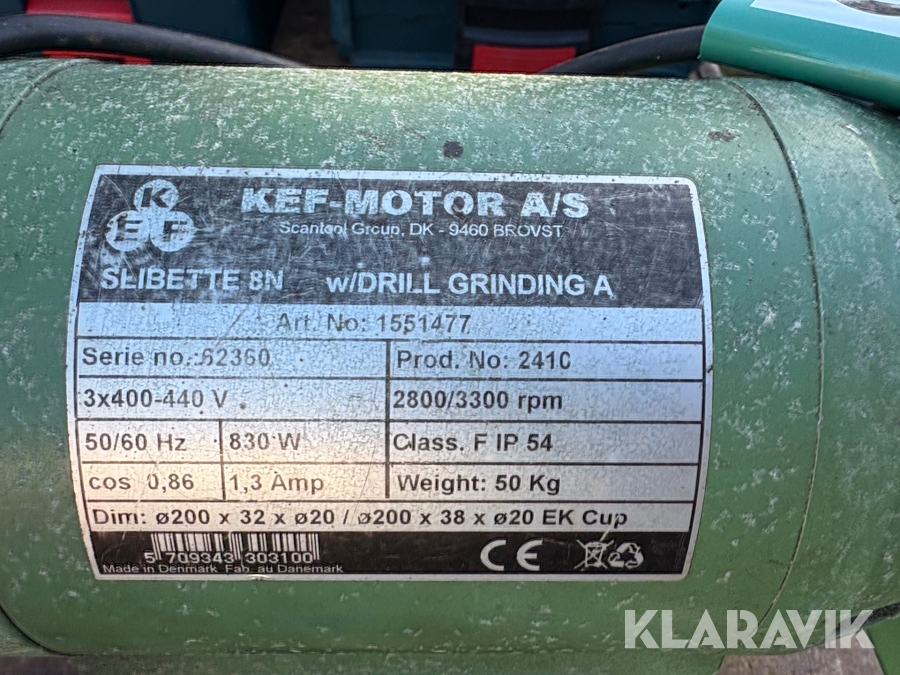 K
E F
KEF-MOTOR A/S
Scantool Group, DK - 9460 BROVST
SLIBETTE 8N w/DRILL GRINDING A
Art. No: 1551477
Serie no.:62360 Prod. No: 2410
3x400-440 V 2800/3300 rpm
50/60 Hz 830 W Class. F IP 54
cos 0,86 1,3 Amp Weight: 50 Kg
Dim: ø200 x 32 x ø20 / ø200 x 38 x ø20 EK Cup
5 709343 303100
CE
Made in Denmark Fab. au Danemark
KLARAVIK